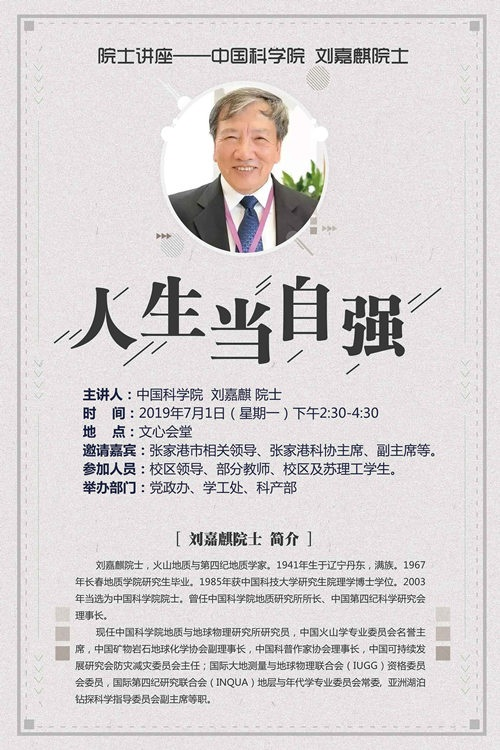 院士讲座——中国科学院 刘嘉麒院士
人生当自强
主讲人：中国科学院 刘嘉麒 院士
时 间：2019年7月1日（星期一）下午2:30-4:30
地 点：文心会堂
邀请嘉宾：张家港市相关领导、张家港科协主席、副主席等。
参加人员：校区领导、部分教师、校区及苏理工学生。
举办部门：党政办、学工处、科产部
[ 刘嘉麒院士 简介 ]
刘嘉麒院士，火山地质与第四纪地质学家。1941年生于辽宁丹东，满族。1967
年长春地质学院研究生毕业。1985年获中国科技大学研究生院理学博士学位。2003
年当选为中国科学院院士。曾任中国科学院地质研究所所长、中国第四纪科学研究会
理事长。
现任中国科学院地质与地球物理研究所研究员，中国火山学专业委员会名誉主
席，中国矿物岩石地球化学协会副理事长，中国科普作家协会理事长，中国可持续发
展研究会防灾减灾委员会主任；国际大地测量与地球物理联合会（IUGG）资格委员
会委员，国际第四纪研究联合会（INQUA）地层与年代学专业委员会常委，亚洲湖泊
钻探科学指导委员会副主席等职。